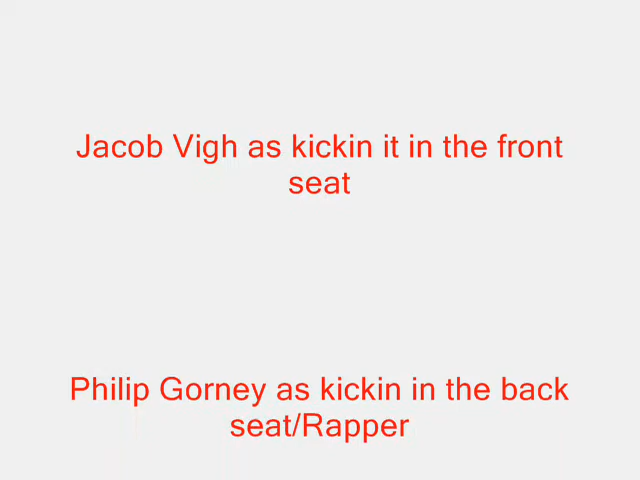 Jacob Vigh as kickin it in the front
seat
Philip Gorney as kickin in the back
seat/Rapper